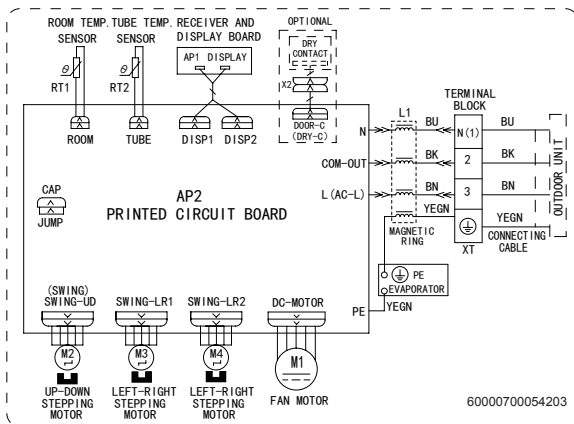 ROOM TEMP. TUBE TEMP. RECEIVER AND
SENSOR SENSOR DISPLAY BOARD
OPTIONAL
AP1 DISPLAY
DRY
CONTACT
X2
RT1 RT2
θ θ
ROOM TUBE DISP1 DISP2
DOOR-C
(DRY-C)
L1
TERMINAL
BLOCK
N BU N(1) BU
COM-OUT BK 2 BK
L(AC-L) BN 3 BN
YEGN YEGN
MAGNETIC
RING
XT
CONNECTING
CABLE
OUTDOOR UNIT
CAP
JUMP
AP2
PRINTED CIRCUIT BOARD
PE
EVAPORATOR
PE YEGN
(SWING)
SWING-UD SWING-LR1 SWING-LR2 DC-MOTOR
M2 M3 M4 M1
UP-DOWN
STEPPING
MOTOR
LEFT-RIGHT
STEPPING
MOTOR
LEFT-RIGHT
STEPPING
MOTOR
FAN MOTOR
60000700054203